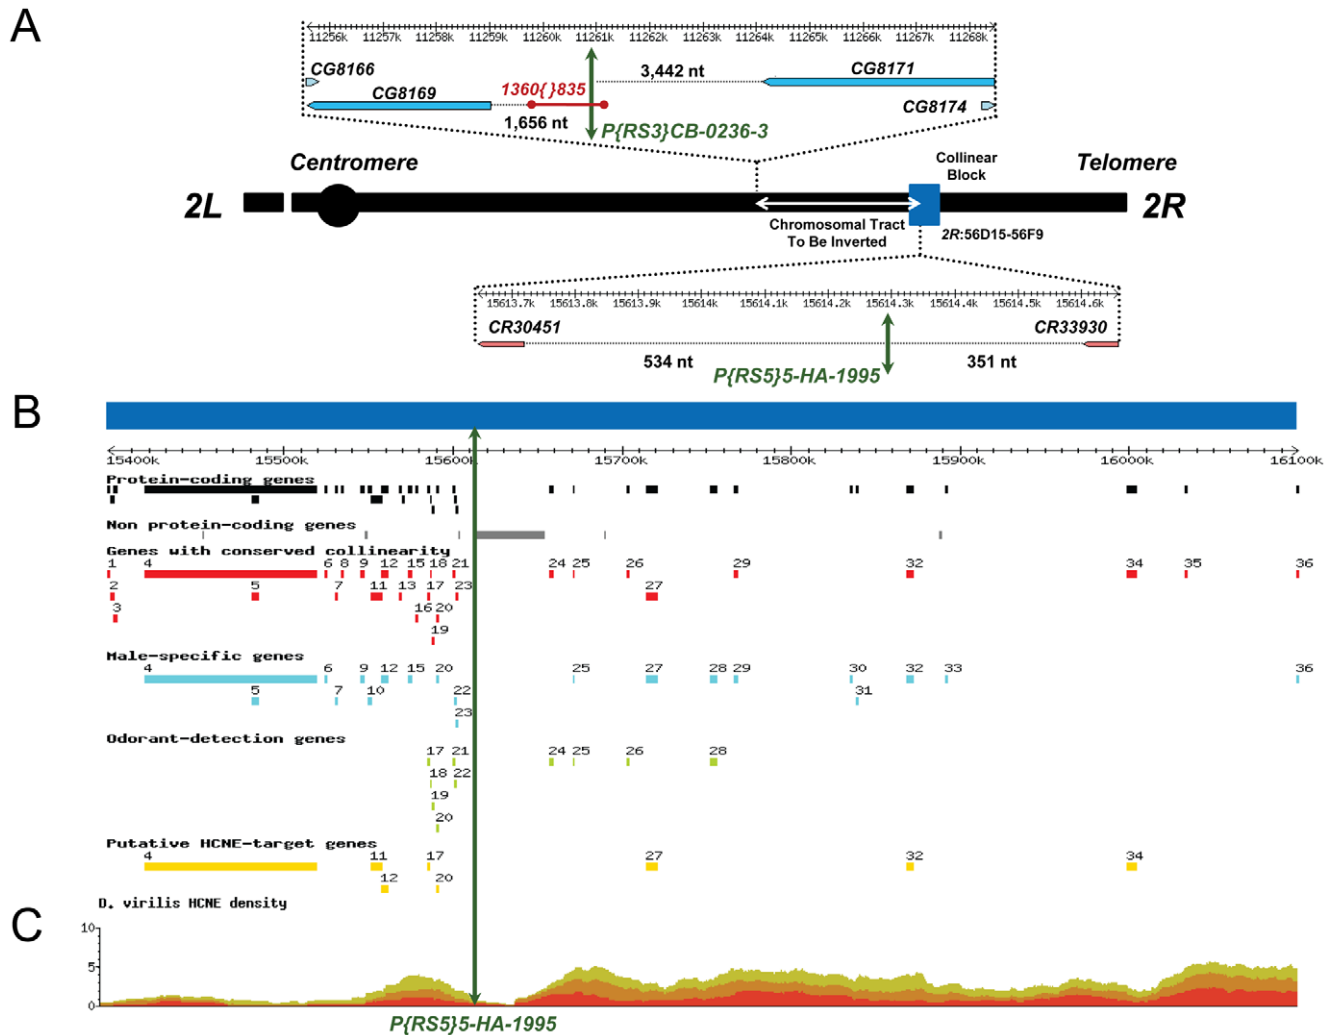 A
11256k 11257k 11258k 11259k 11260k 11261k 11262k 11263k 11264k 11265k 11266k 11267k 11268k
CG8166
3,442 nt
CG8171
CG8169
1360{}835
CG8174
1,656 nt
P{RS3}CB-0236-3
Centromere
Collinear
Block
Telomere
2L
2R
Chromosomal Tract
To Be Inverted
2R:56D15-56F9
15613.7k 15613.8k 15613.9k 15614k 15614.1k 15614.2k 15614.3k 15614.4k 15614.5k 15614.6k
CR30451
CR33930
534 nt
351 nt
P{RS5}5-HA-1995
B
15400k 15500k 15600k 15700k 15800k 15900k 16000k 16100k
Protein-coding genes
Non protein-coding genes
Genes with conserved collinearity
1 4 6 8 9 12 15 18 21 24 25 26 29 32 34 35 36
2 5 7 11 13 17 23 27
3 16 20
19
Male-specific genes
4 6 9 12 15 20 25 27 28 29 30 32 33 36
5 7 10 22 31
23
Odorant-detection genes
17 21 24 25 26 28
18 22
19
20
Putative HCNE-target genes
4 11 17 27 32 34
12 20
D. virilis HCNE density
C
10
5
0
P{RS5}5-HA-1995